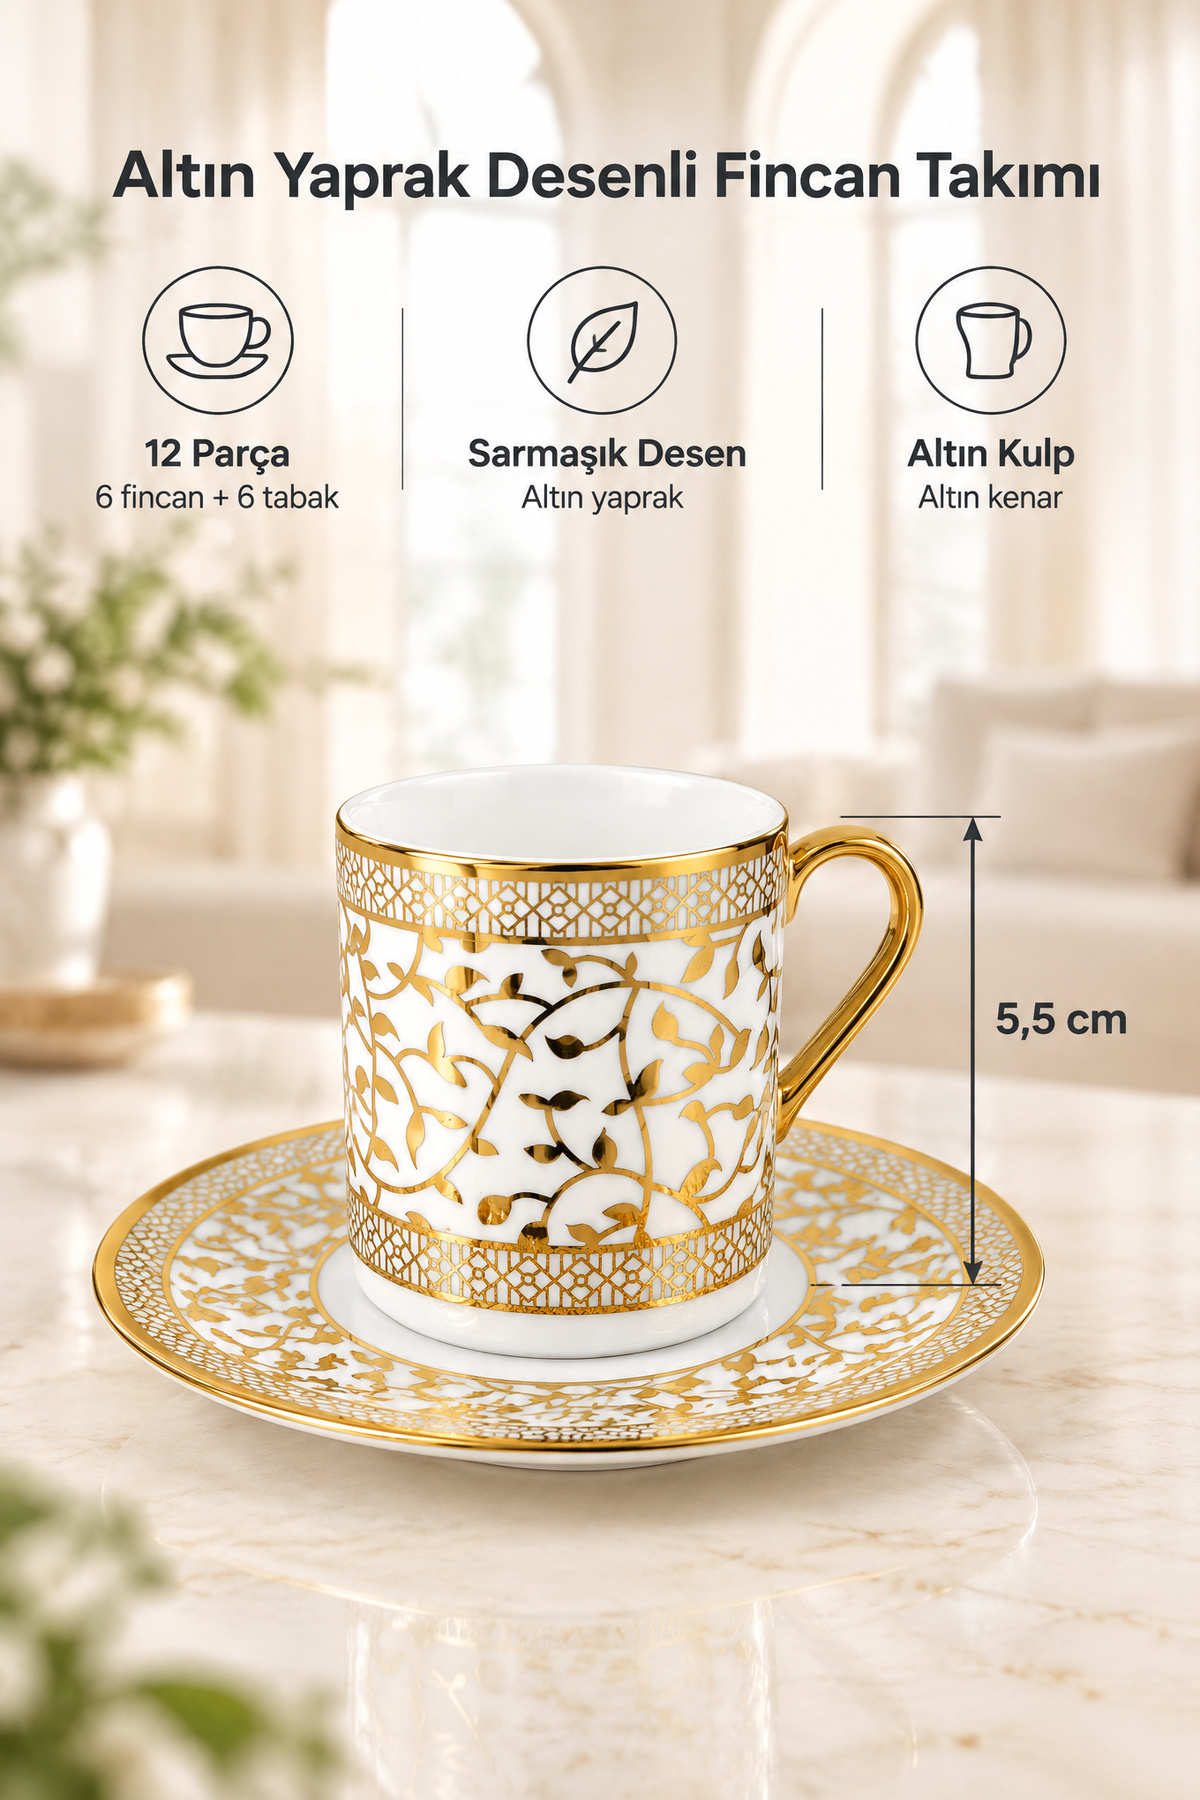 Altın Yaprak Desenli Fincan Takımı
12 Parça
6 fincan + 6 tabak
Sarmaşık Desen
Altın yaprak
Altın Kulp
Altın kenar
5,5 cm